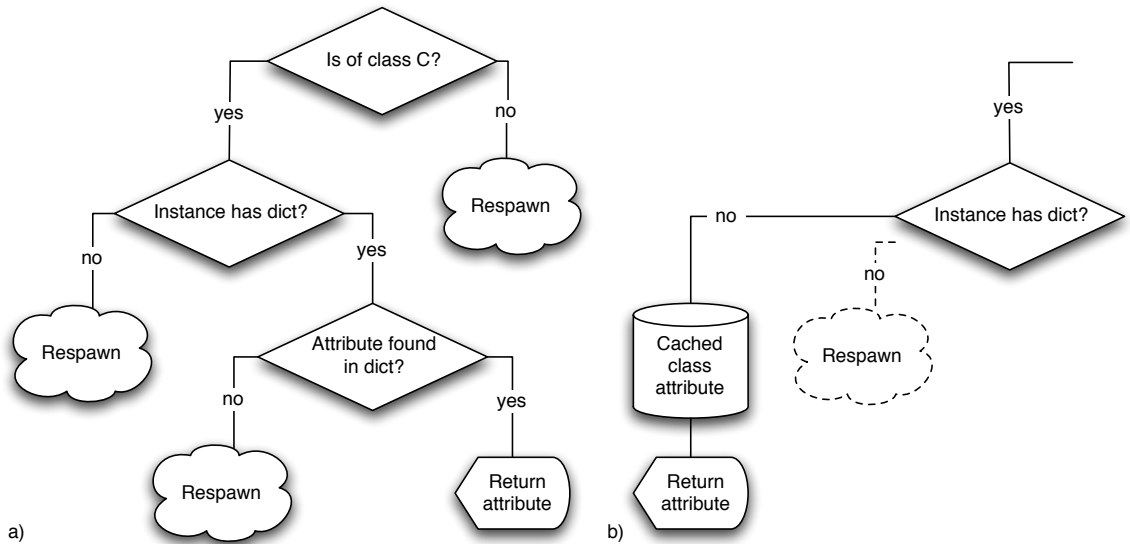 Is of class C?
yes
no
Instance has dict?
Respawn
no
yes
Respawn
Attribute found
in dict?
no
yes
Respawn
Return
attribute
a)
yes
no
Instance has dict?
no
Cached
class
attribute
Respawn
Return
attribute
b)